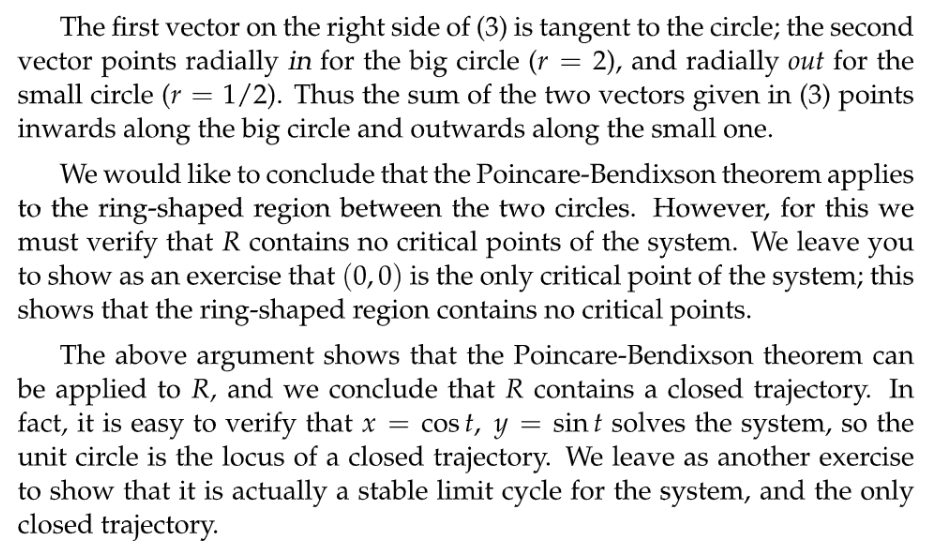 The first vector on the right side of (3) is tangent to the circle; the second
vector points radially in for the big circle (r = 2), and radially out for the
small circle (r = 1/2). Thus the sum of the two vectors given in (3) points
inwards along the big circle and outwards along the small one.
We would like to conclude that the Poincare-Bendixson theorem applies
to the ring-shaped region between the two circles. However, for this we
must verify that R contains no critical points of the system. We leave you
to show as an exercise that (0,0) is the only critical point of the system; this
shows that the ring-shaped region contains no critical points.
The above argument shows that the Poincare-Bendixson theorem can
be applied to R, and we conclude that R contains a closed trajectory. In
fact, it is easy to verify that x = cos t, y = sin t solves the system, so the
unit circle is the locus of a closed trajectory. We leave as another exercise
to show that it is actually a stable limit cycle for the system, and the only
closed trajectory.